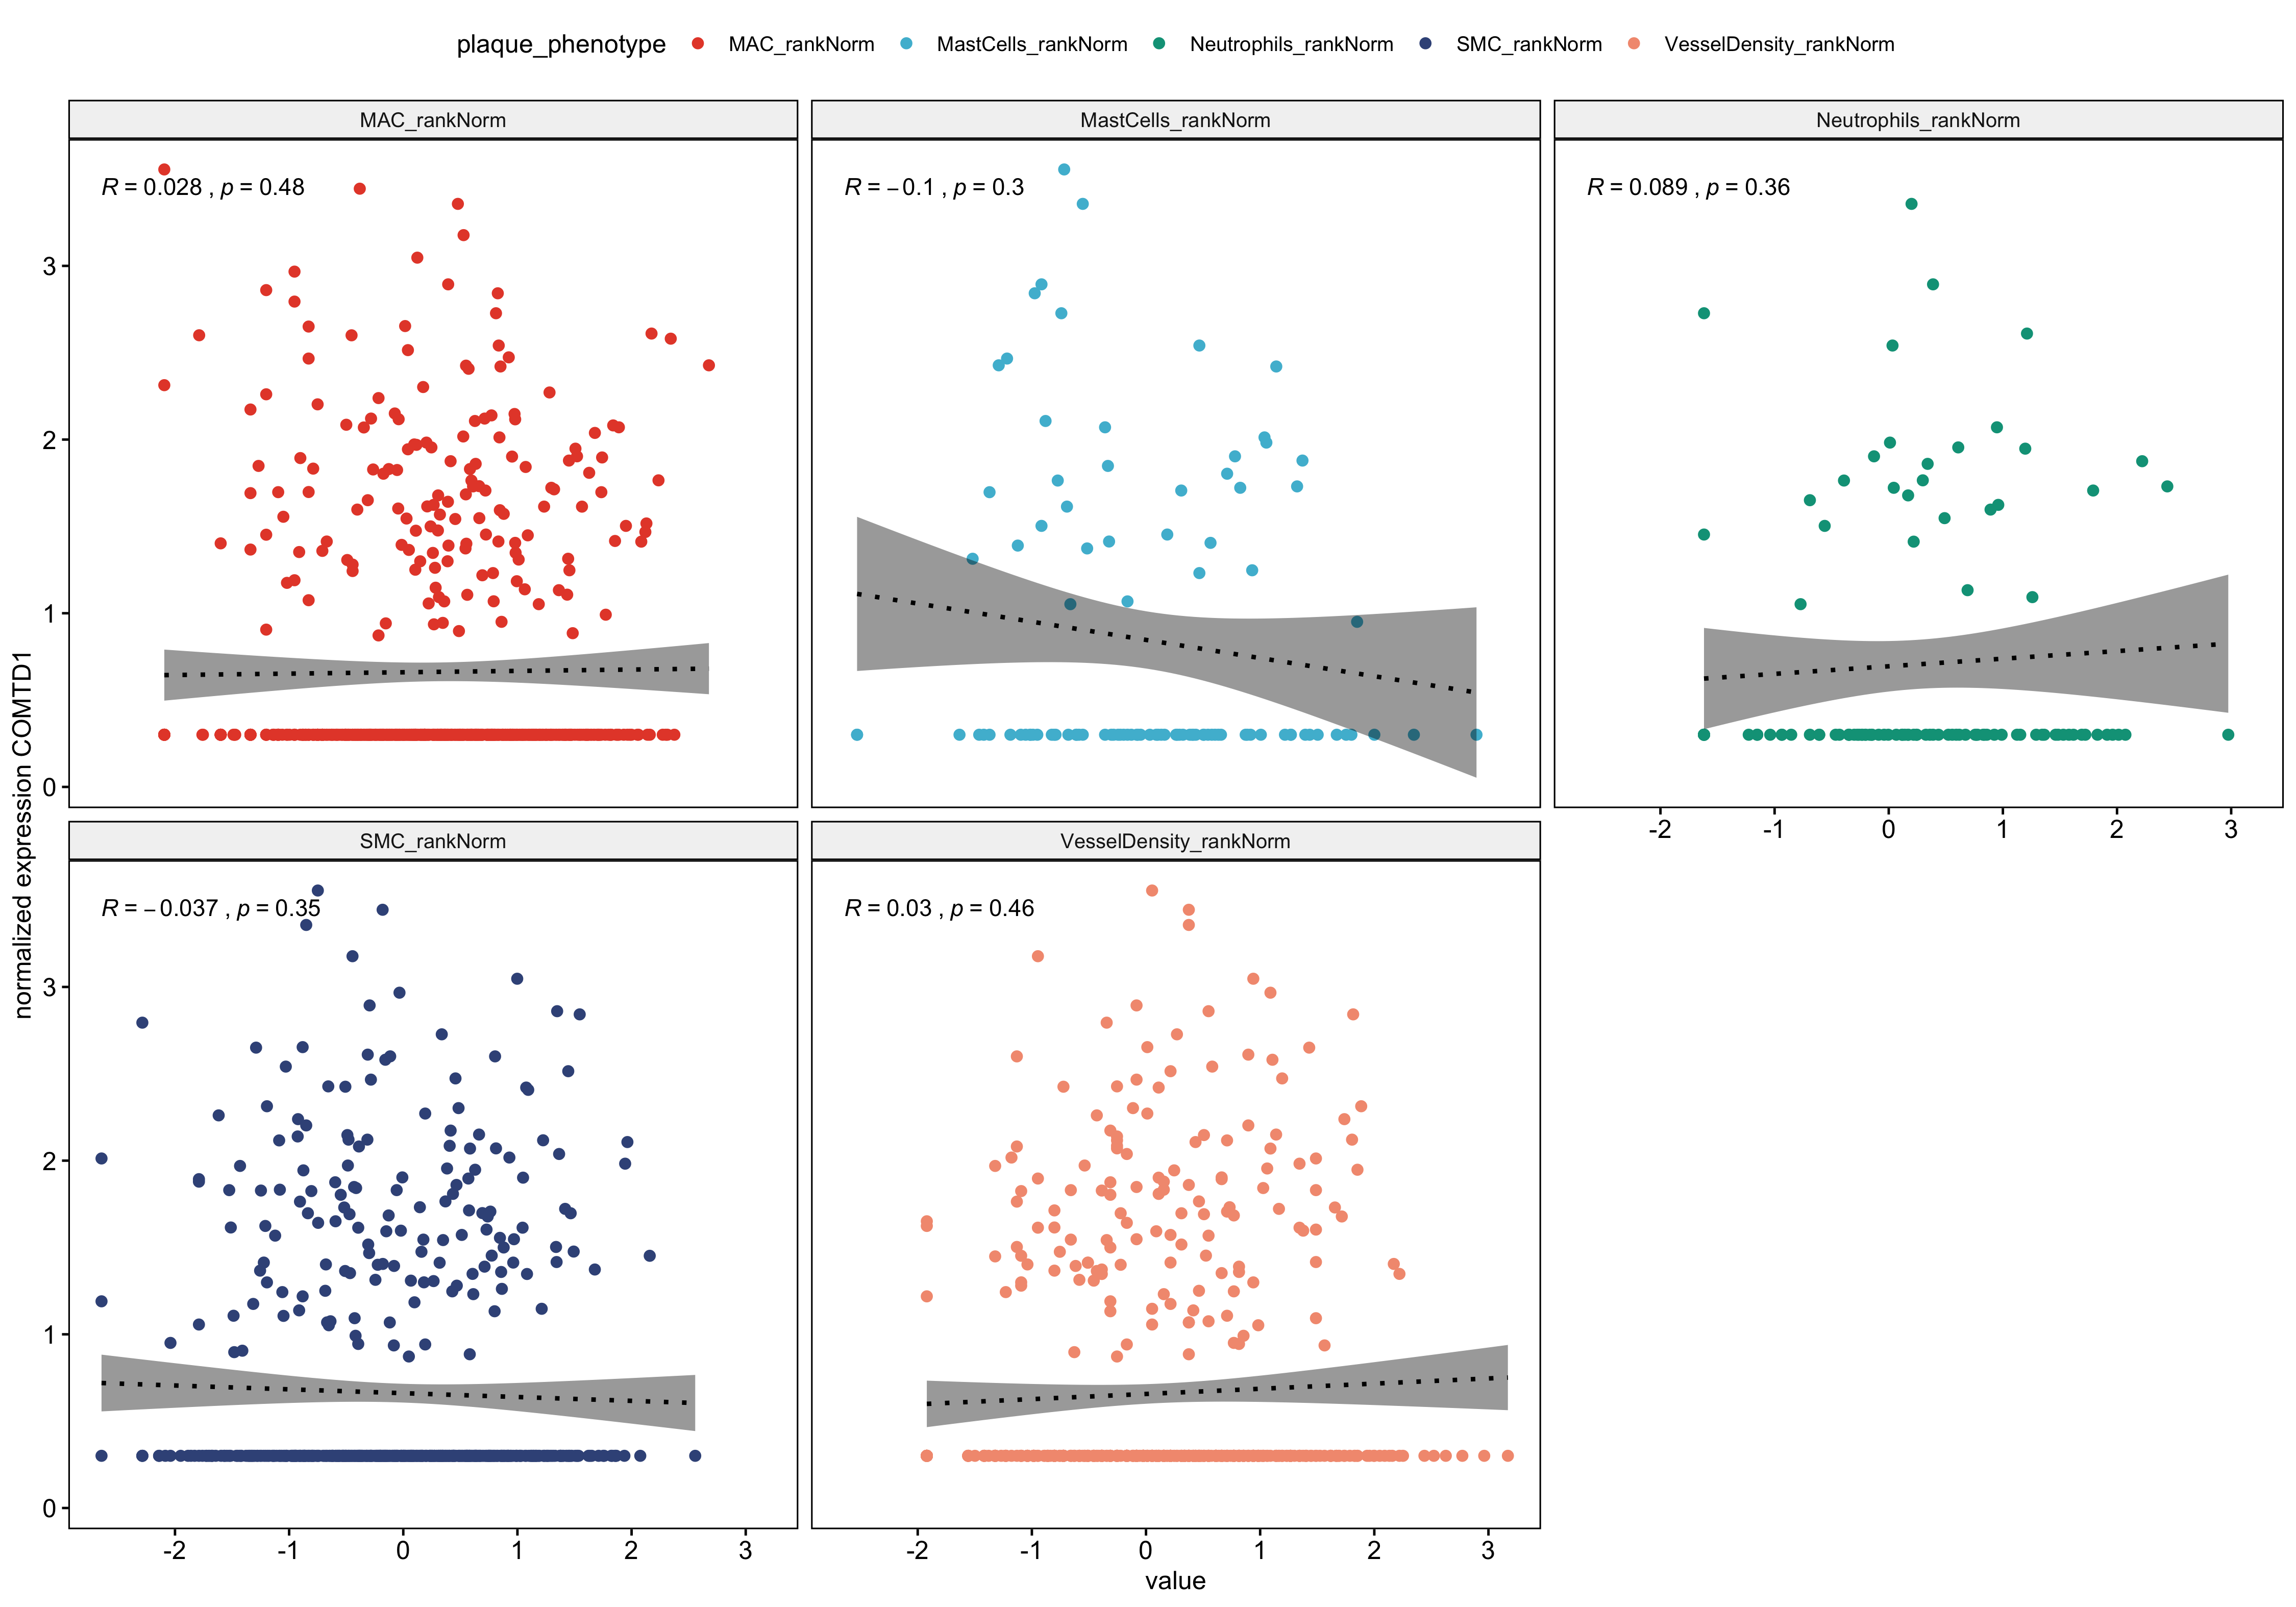 plaque_phenotype MAC_rankNorm MastCells_rankNorm Neutrophils_rankNorm SMC_rankNorm VesselDensity_rankNorm
MAC_rankNorm
MastCells_rankNorm
Neutrophils_rankNorm
R = 0.028 , p = 0.48
R = −0.1 , p = 0.3
R = 0.089 , p = 0.36
3
2
1
0
-2 -1 0 1 2 3
normalized expression COMTD1
SMC_rankNorm
VesselDensity_rankNorm
R = −0.037 , p = 0.35
R = 0.03 , p = 0.46
3
2
1
0
-2 -1 0 1 2 3
-2 -1 0 1 2 3
value